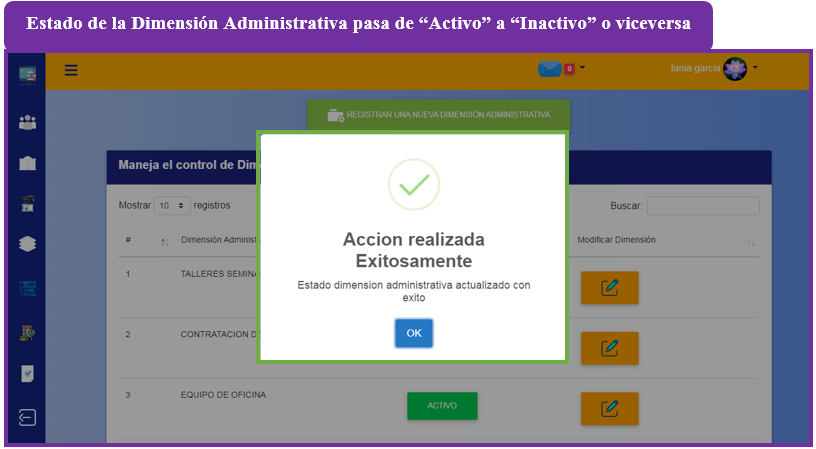 Estado de la Dimensión Administrativa pasa de “Activo” a “Inactivo” o viceversa
0
tania garcia
REGISTRAR UNA NUEVA DIMENSIÓN ADMINISTRATIVA
Maneja el control de Dim
Mostrar 10 registros
Buscar:
# Dimensión Administ Modificar Dimensión
Accion realizada
Exitosamente
Estado dimension administrativa actualizado con
exito
OK
1 TALLERES SEMINA
2 CONTRATACION DE
3 EQUIPO DE OFICINA ACTIVO